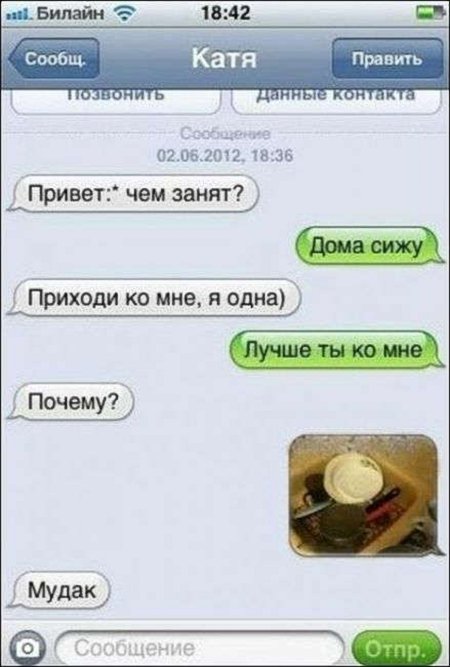 Билайн 18:42
Сообщ. Катя Править
Позвонить Данные контакта
Сообщение
02.06.2012, 18:36
Привет:* чем занят?
Дома сижу
Приходи ко мне, я одна)
Лучше ты ко мне
Почему?
Мудак
Сообщение Отпр.